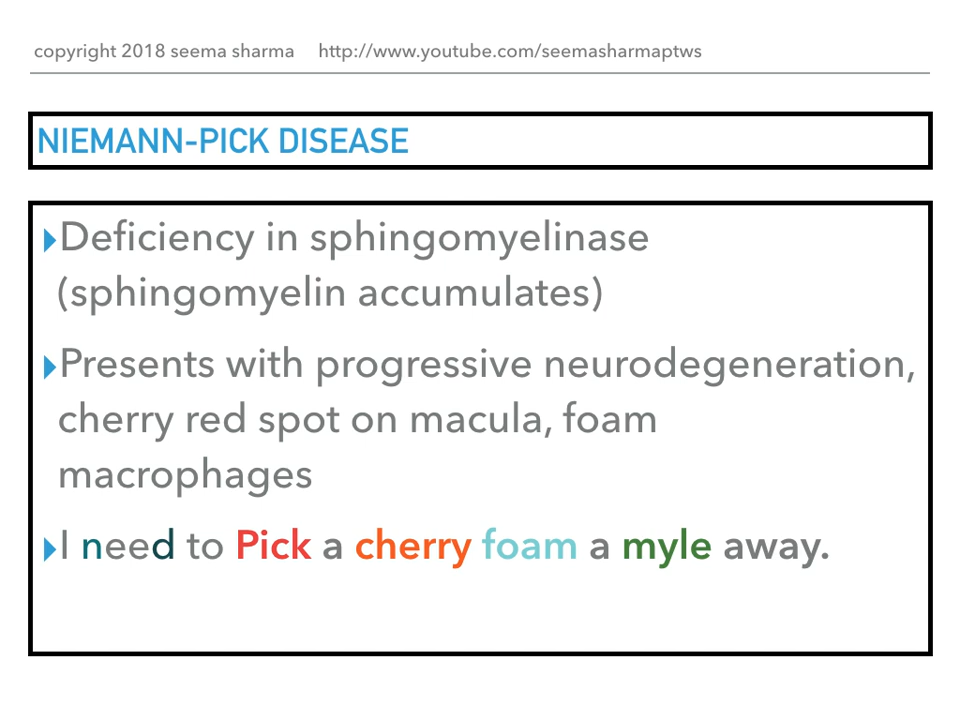 copyright 2018 seema sharma http://www.youtube.com/seemasharmaptws
NIEMANN-PICK DISEASE
▸Deficiency in sphingomyelinase
(sphingomyelin accumulates)
▸Presents with progressive neurodegeneration,
cherry red spot on macula, foam
macrophages
▸I need to Pick a cherry foam a myle away.